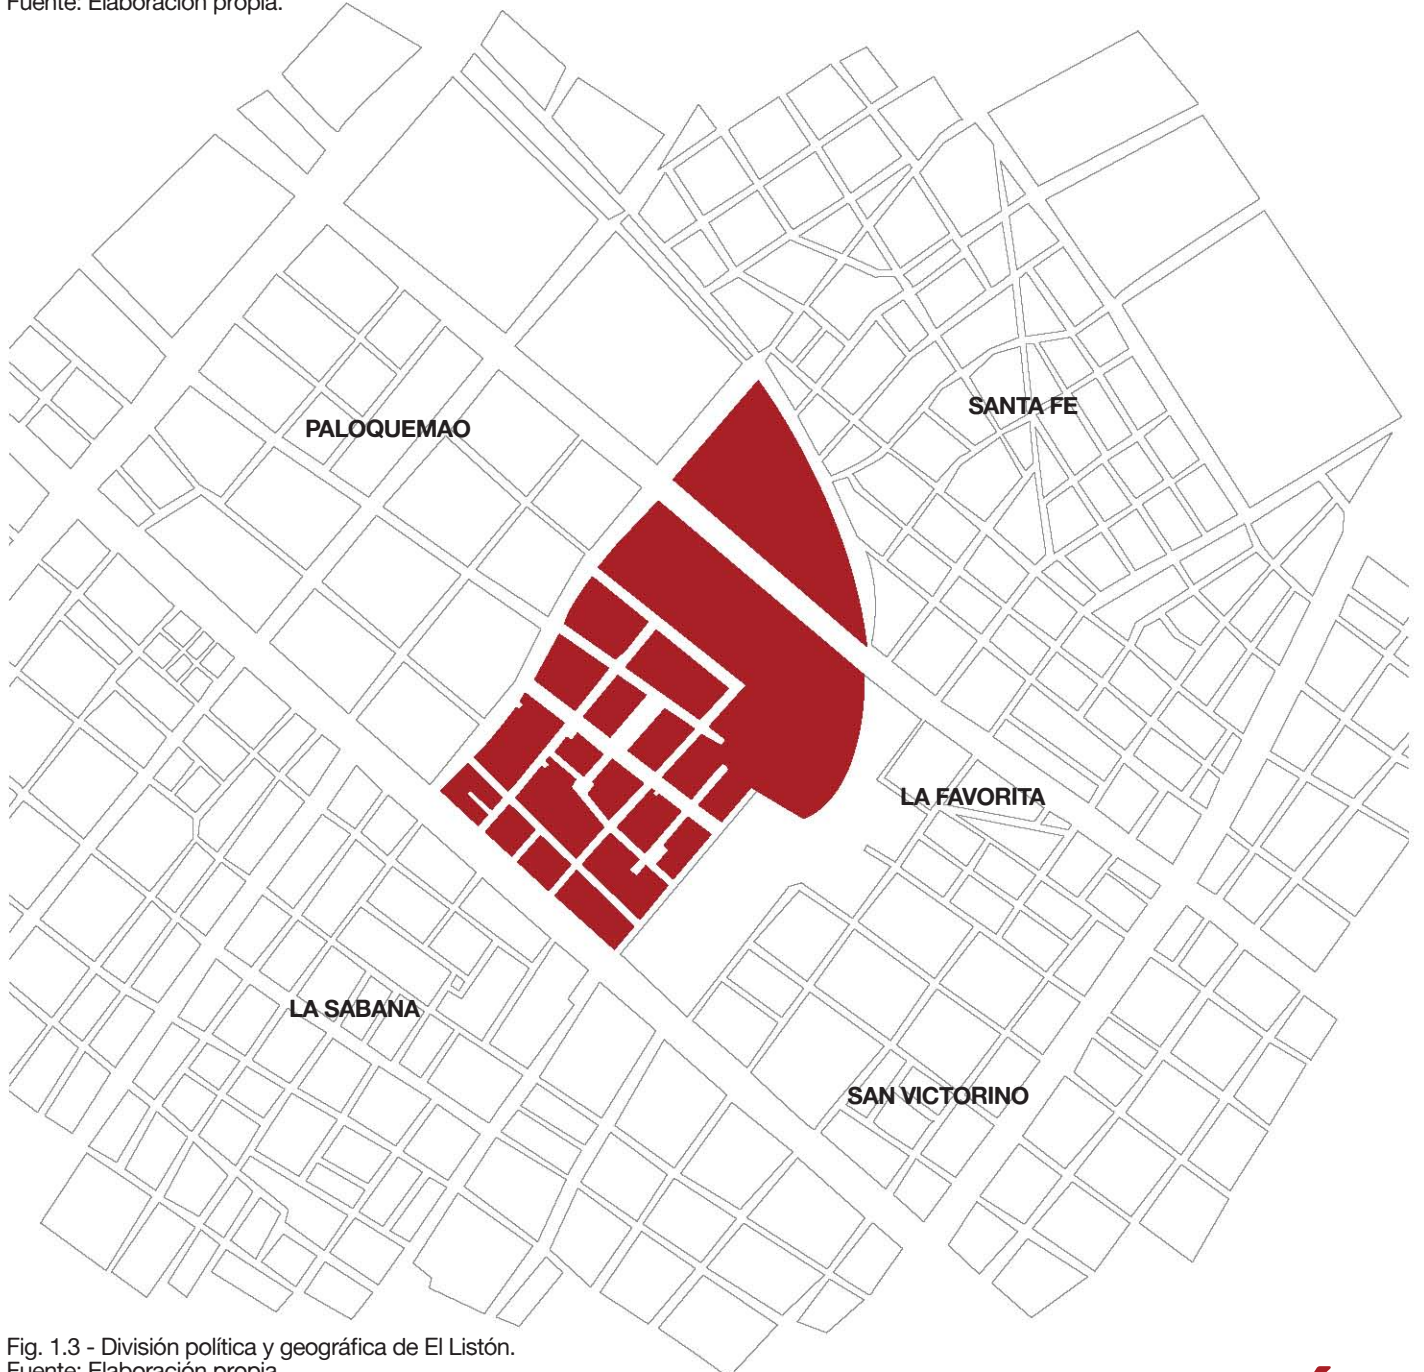 Fuente: Elaboración propia.
SANTA FE
PALOQUEMAO
LA FAVORITA
LA SABANA
SAN VICTORINO
Fig. 1.3 - División política y geográfica de El Listón.
Fuente: Elaboración propia.